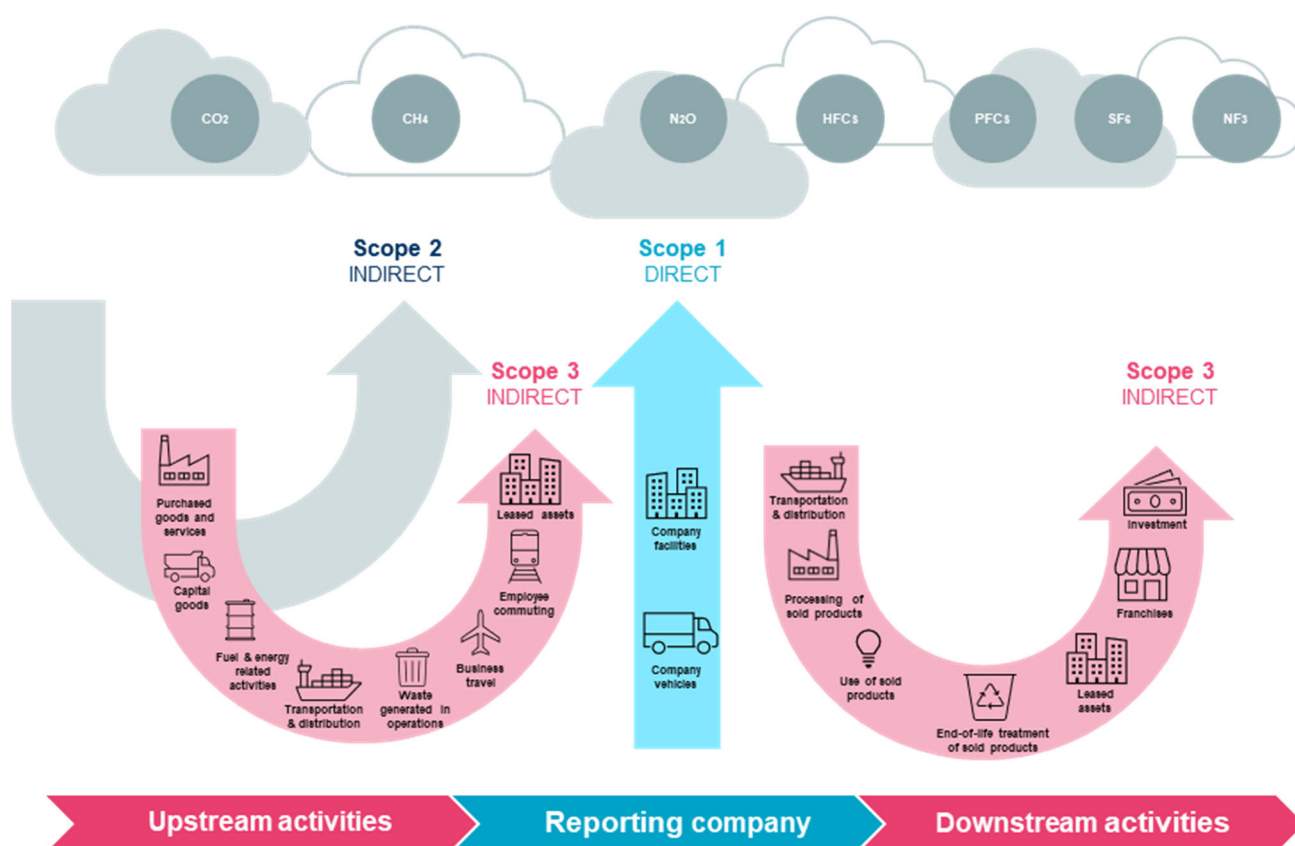 CO2
CH4
N2O
HFCs
PFCs
SF6
NF3
Scope 2
INDIRECT
Scope 1
DIRECT
Scope 3
INDIRECT
Scope 3
INDIRECT
Purchased
goods and
services
Capital
goods
Fuel & energy
related
activities
Transportation
& distribution
Waste
generated in
operations
Business
travel
Employee
commuting
Leased assets
Company
facilities
Company
vehicles
Transportation
& distribution
Processing of
sold products
Use of sold
products
End-of-life treatment
of sold products
Leased
assets
Franchises
Investment
Upstream activities
Reporting company
Downstream activities